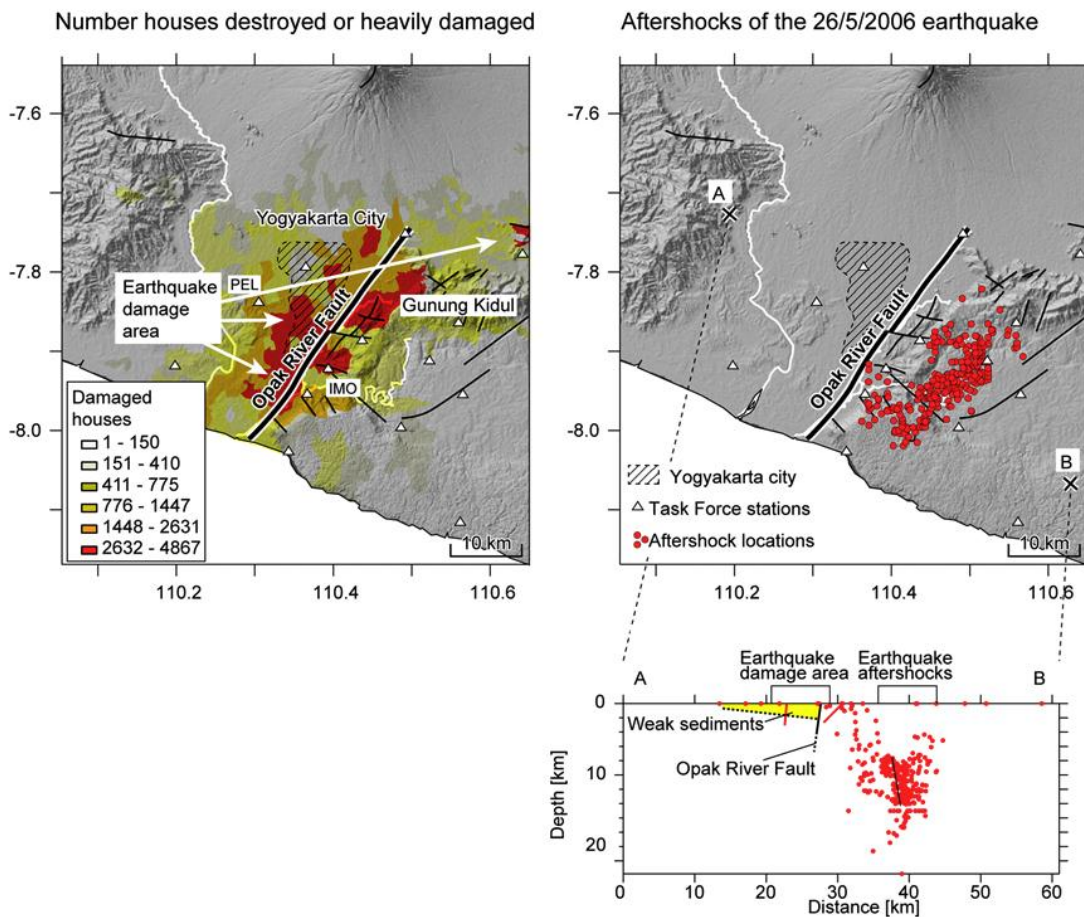 Number houses destroyed or heavily damaged
-7.6
-7.8
-8.0
Yogyakarta City
PEL
Earthquake
damage
area
Gunung Kidul
Opak River Fault
IMO
Damaged
houses
1 - 150
151 - 410
411 - 775
776 - 1447
1448 - 2631
2632 - 4867
10 km
110.2
110.4
110.6
Aftershocks of the 26/5/2006 earthquake
-7.6
A
-7.8
Opak River Fault
-8.0
B
Yogyakarta city
Task Force stations
Aftershock locations
10 km
110.2
110.4
110.6
Earthquake
damage area
Earthquake
aftershocks
A
B
0
Weak sediments
Opak River Fault
10
20
Depth [km]
0
10
20
30
40
50
60
Distance [km]